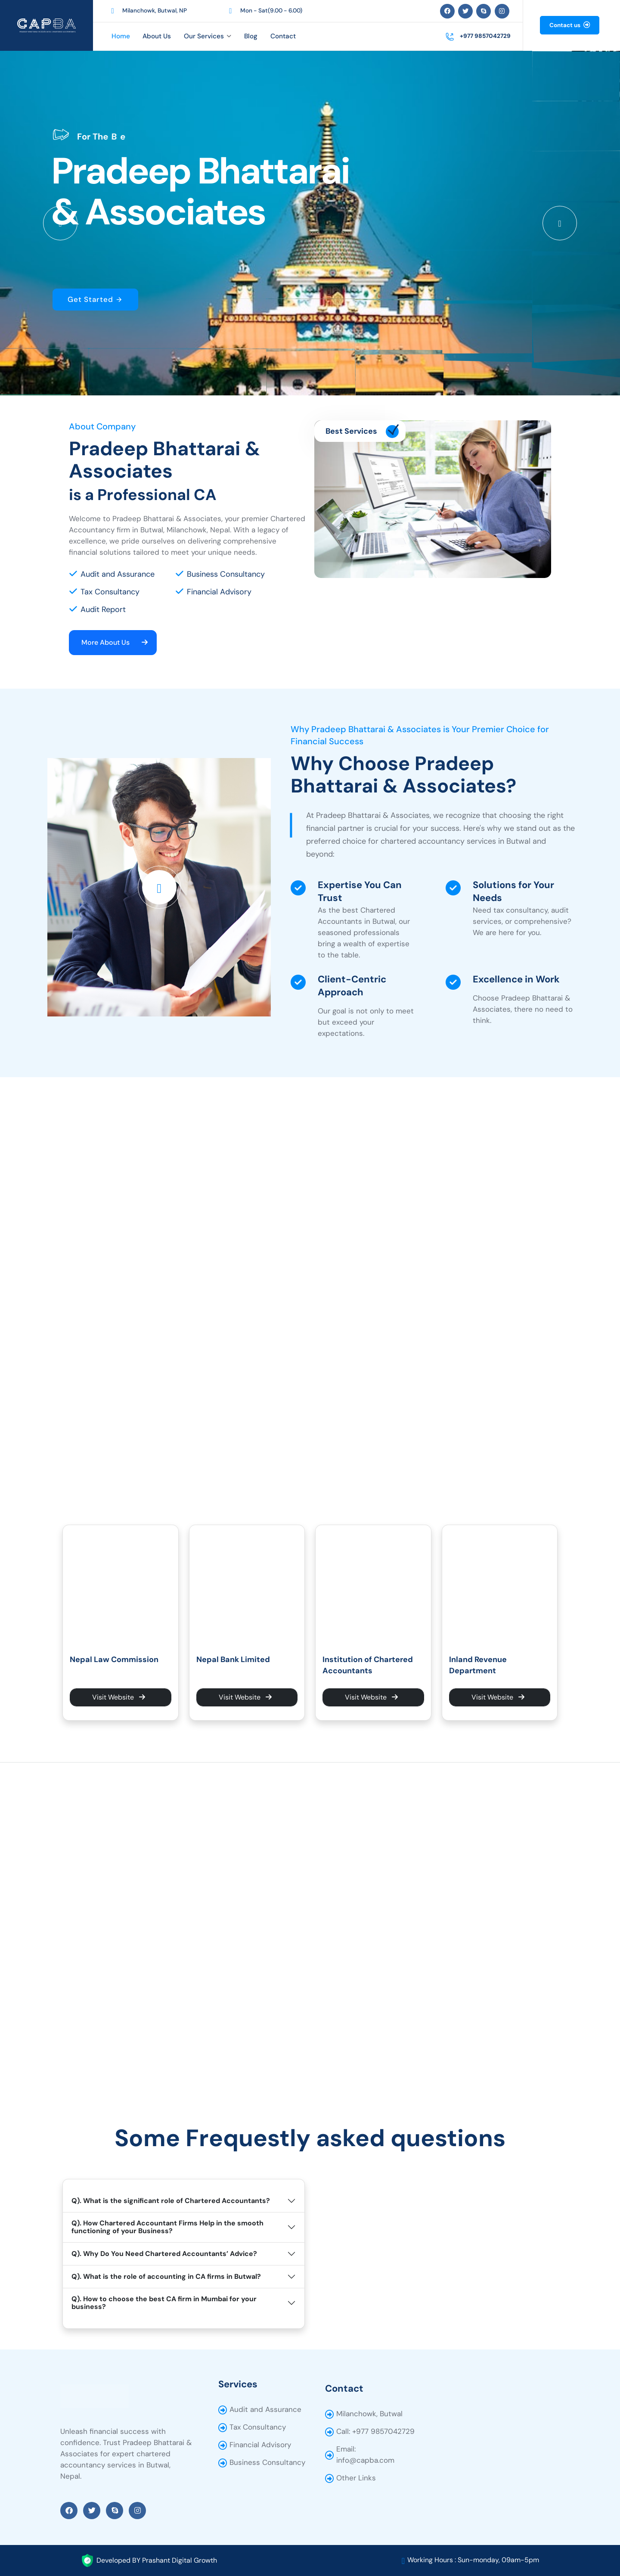 CAPBA
Milanchowk, Butwal, NP
Mon - Sat(9.00 - 6.00)
Home
About Us
Our Services
Blog
Contact
+977 9857042729
Contact us
For The B e
Pradeep Bhattarai
& Associates
Get Started
About Company
Pradeep Bhattarai &
Associates
is a Professional CA
Welcome to Pradeep Bhattarai & Associates, your premier Chartered
Accountancy firm in Butwal, Milanchowk, Nepal. With a legacy of
excellence, we pride ourselves on delivering comprehensive
financial solutions tailored to meet your unique needs.
Audit and Assurance
Business Consultancy
Tax Consultancy
Financial Advisory
Audit Report
More About Us
Best Services
Why Pradeep Bhattarai & Associates is Your Premier Choice for
Financial Success
Why Choose Pradeep
Bhattarai & Associates?
At Pradeep Bhattarai & Associates, we recognize that choosing the right
financial partner is crucial for your success. Here's why we stand out as the
preferred choice for chartered accountancy services in Butwal and
beyond:
Expertise You Can
Trust
As the best Chartered
Accountants in Butwal, our
seasoned professionals
bring a wealth of expertise
to the table.
Solutions for Your
Needs
Need tax consultancy, audit
services, or comprehensive?
We are here for you.
Client-Centric
Approach
Our goal is not only to meet
but exceed your
expectations.
Excellence in Work
Choose Pradeep Bhattarai &
Associates, there no need to
think.
Nepal Law Commission
Visit Website
Nepal Bank Limited
Visit Website
Institution of Chartered
Accountants
Visit Website
Inland Revenue
Department
Visit Website
Some Frequestly asked questions
Q). What is the significant role of Chartered Accountants?
Q). How Chartered Accountant Firms Help in the smooth
functioning of your Business?
Q). Why Do You Need Chartered Accountants' Advice?
Q). What is the role of accounting in CA firms in Butwal?
Q). How to choose the best CA firm in Mumbai for your
business?
Unleash financial success with
confidence. Trust Pradeep Bhattarai &
Associates for expert chartered
accountancy services in Butwal,
Nepal.
Services
Audit and Assurance
Tax Consultancy
Financial Advisory
Business Consultancy
Contact
Milanchowk, Butwal
Call: +977 9857042729
Email:
info@capba.com
Other Links
Developed BY Prashant Digital Growth
Working Hours : Sun-monday, 09am-5pm